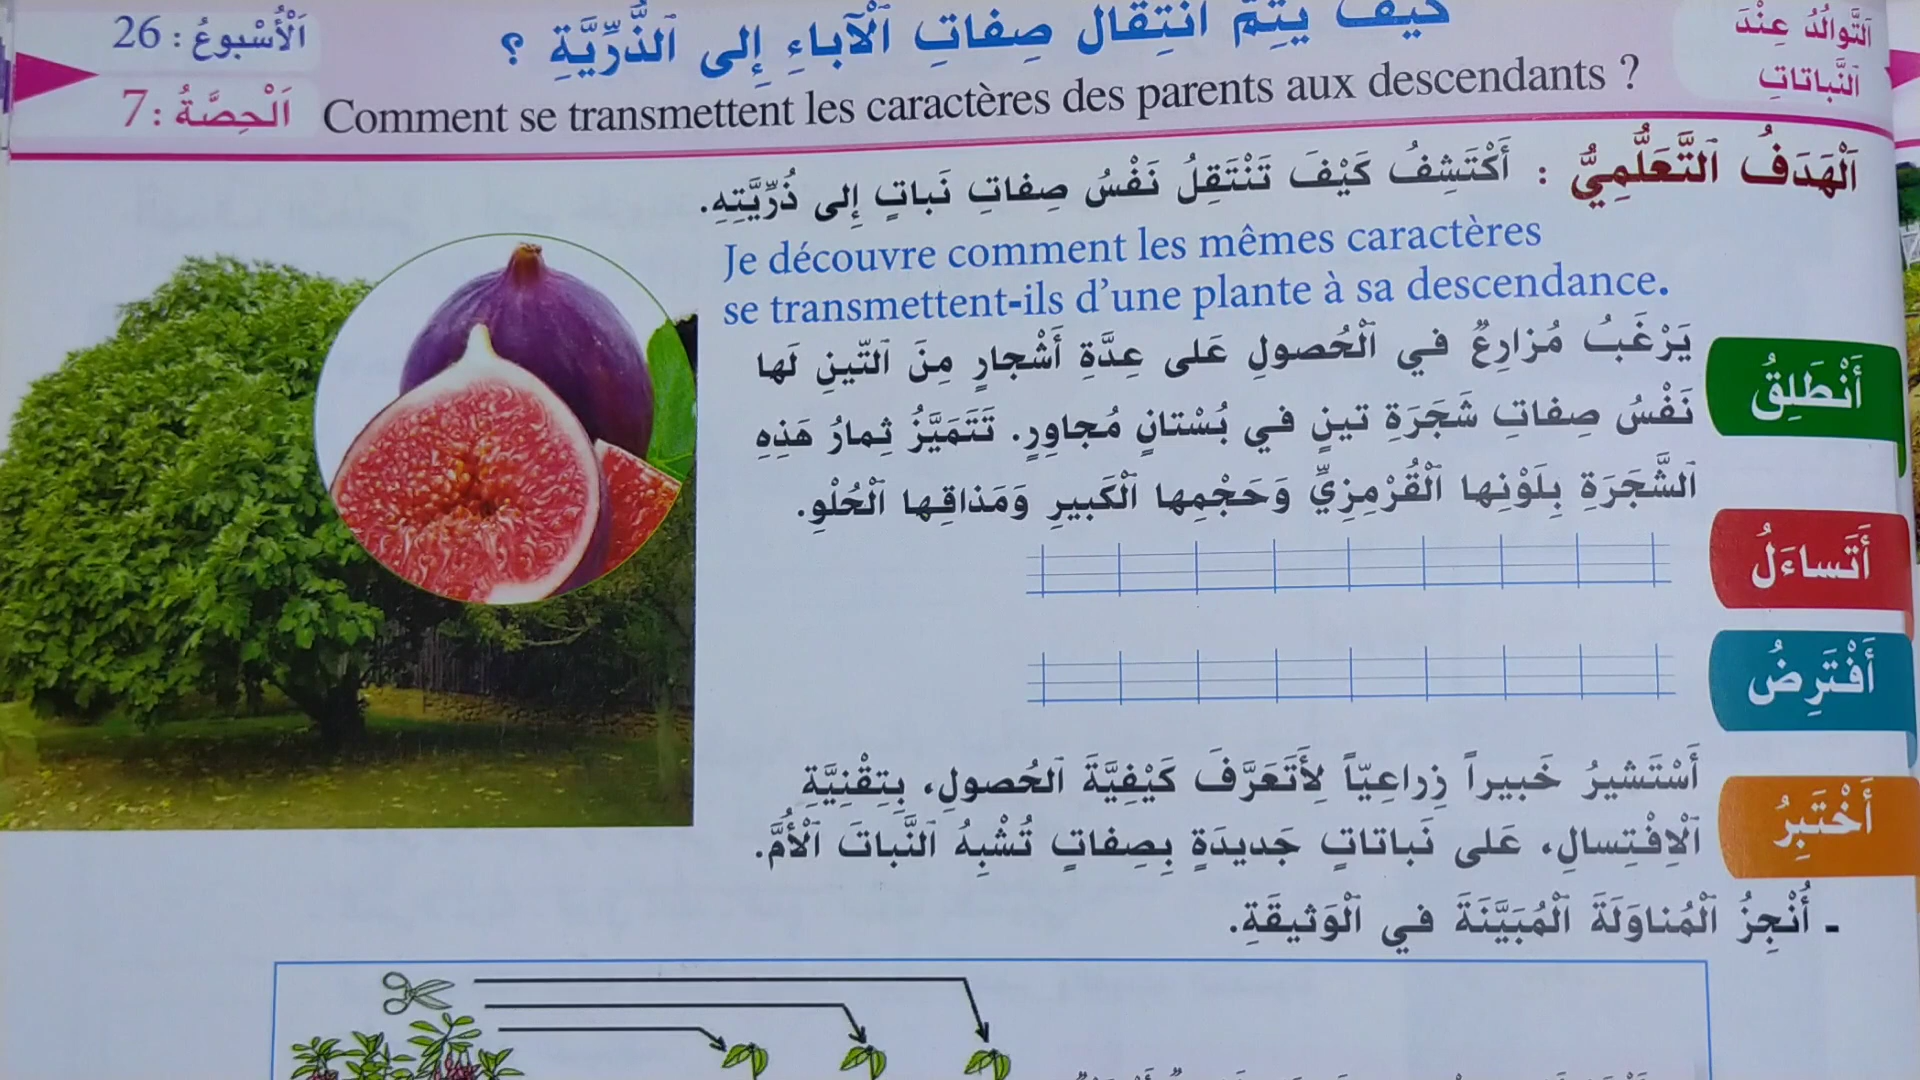 اَلتَّوالُدُ عِنْدَ
اَلنَّباتاتِ
كَيْفَ يَتِمُّ اَنْتِقالُ صِفاتِ اَلْآباءِ إِلى اَلذُّرِّيَّةِ ؟
اَلْأُسْبوعُ : 26
Comment se transmettent les caractères des parents aux descendants ?
اَلْحِصَّةُ : 7
اَلْهَدَفُ اَلتَّعَلُّمِيُّ : أَكْتَشِفُ كَيْفَ تَنْتَقِلُ نَفْسُ صِفاتِ نَباتٍ إِلى ذُرِّيَّتِهِ.
Je découvre comment les mêmes caractères
se transmettent-ils d’une plante à sa descendance.
أَنْطَلِقُ
يَرْغَبُ مُزارِعٌ في اَلْحُصولِ عَلى عِدَّةِ أَشْجارٍ مِنَ اَلتّينِ لَها
نَفْسُ صِفاتِ شَجَرَةِ تينٍ في بُسْتانٍ مُجاوِرٍ. تَتَمَيَّزُ ثِمارُ هَذِهِ
اَلشَّجَرَةِ بِلَوْنِها اَلْقُرْمِزِيِّ وَحَجْمِها اَلْكَبيرِ وَمَذاقِها اَلْحُلْوِ.
أَتَساءَلُ
أَفْتَرِضُ
أَخْتَبِرُ
أَسْتَشيرُ خَبيراً زِراعِيّاً لِأَتَعَرَّفَ كَيْفِيَّةَ اَلحُصولِ، بِتِقْنِيَّةِ
اَلْاِفْتِسالِ، عَلى نَباتاتٍ جَديدَةٍ بِصِفاتٍ تُشْبِهُ اَلنَّباتَ اَلْأُمَّ.
- أُنْجِزُ اَلْمُناوَلَةَ اَلْمُبَيَّنَةَ في اَلْوَثيقَةِ.